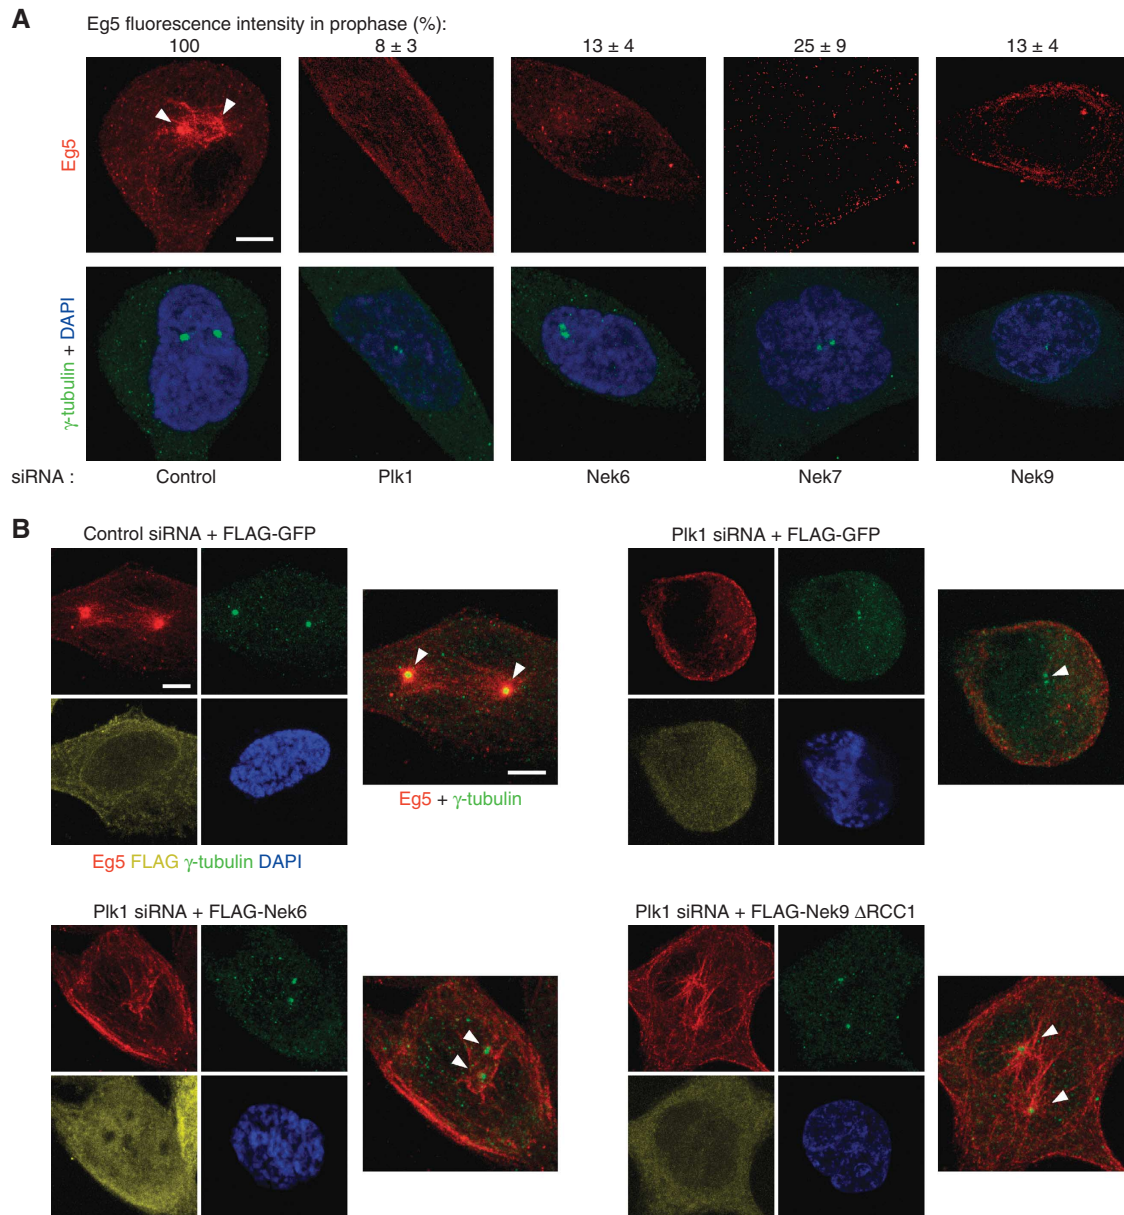 A
Eg5 fluorescence intensity in prophase (%):
100 8 ± 3 13 ± 4 25 ± 9 13 ± 4
Eg5
γ-tubulin + DAPI
siRNA : Control Plk1 Nek6 Nek7 Nek9
B
Control siRNA + FLAG-GFP Plk1 siRNA + FLAG-GFP
Eg5 + γ-tubulin
Eg5 FLAG γ-tubulin DAPI
Plk1 siRNA + FLAG-Nek6 Plk1 siRNA + FLAG-Nek9 ΔRCC1